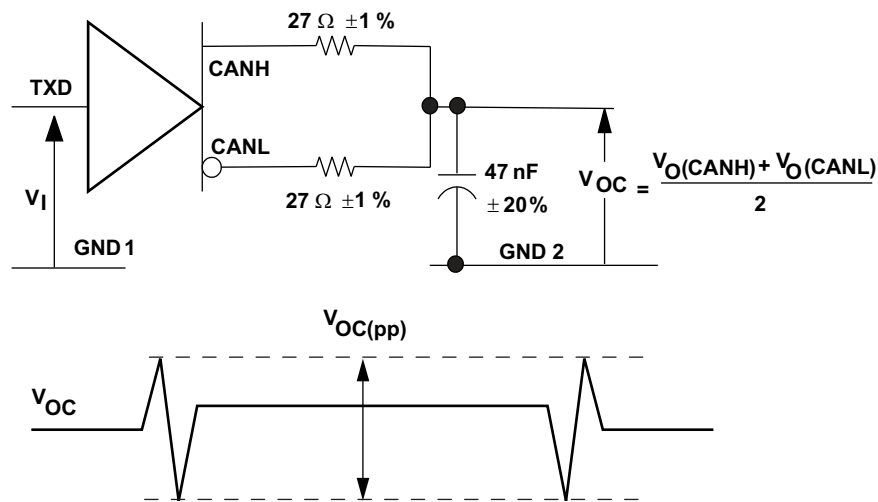 27 Ω ±1 %
CANH
TXD
CANL
V_I
27 Ω ±1 %
47 nF
± 20%
V_OC = (V_O(CANH) + V_O(CANL)) / 2
GND 1
GND 2
V_OC(pp)
V_OC